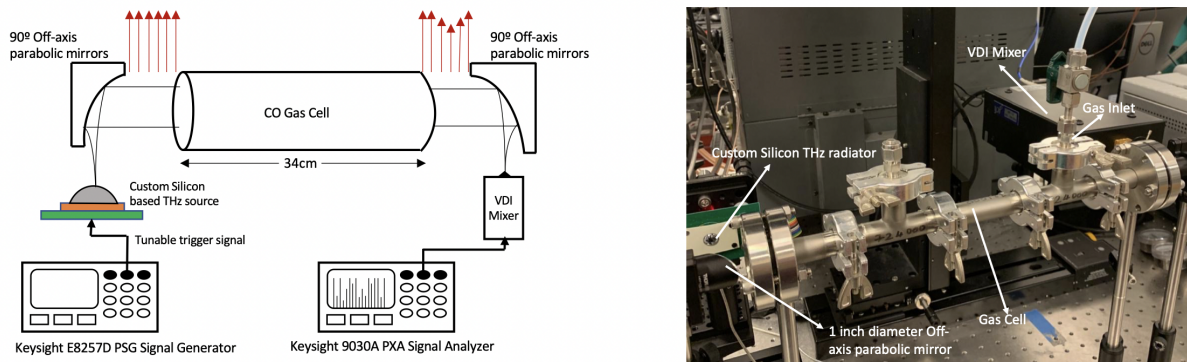 90º Off-axis
parabolic mirrors
90º Off-axis
parabolic mirrors
CO Gas Cell
34cm
Custom Silicon
based THz source
VDI
Mixer
Tunable trigger signal
Keysight E8257D PSG Signal Generator
Keysight 9030A PXA Signal Analyzer
VDI Mixer
Gas Inlet
Custom Silicon THz radiator
Gas Cell
1 inch diameter Off-
axis parabolic mirror